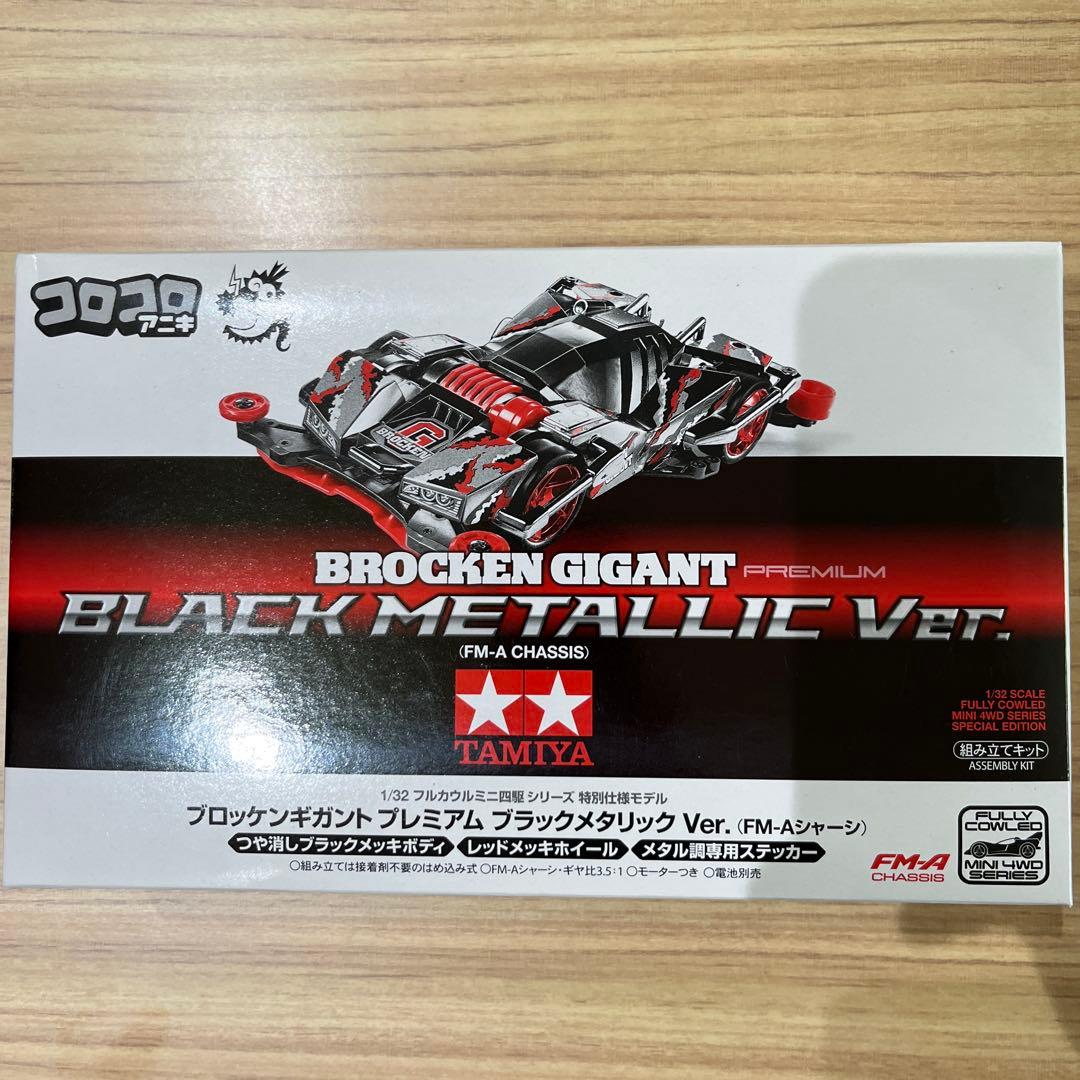 コロコロ
アニキ
G
BROCKEN
GIGANT
BROCKEN GIGANT PREMIUM
BLACK METALLIC Ver.
(FM-A CHASSIS)
TAMIYA
1/32 SCALE
FULLY COWLED
MINI 4WD SERIES
SPECIAL EDITION
組み立てキット
ASSEMBLY KIT
1/32 フルカウルミニ四駆 シリーズ 特別仕様モデル
ブロッケンギガント プレミアム ブラックメタリック Ver. (FM-Aシャーシ)
つや消しブラックメッキボディ レッドメッキホイール メタル調専用ステッカー
○組み立ては接着剤不要のはめ込み式 ○FM-Aシャーシ・ギヤ比3.5:1 ○モーターつき ○電池別売
FM-A
CHASSIS
FULLY
COWLED
MINI 4WD
SERIES